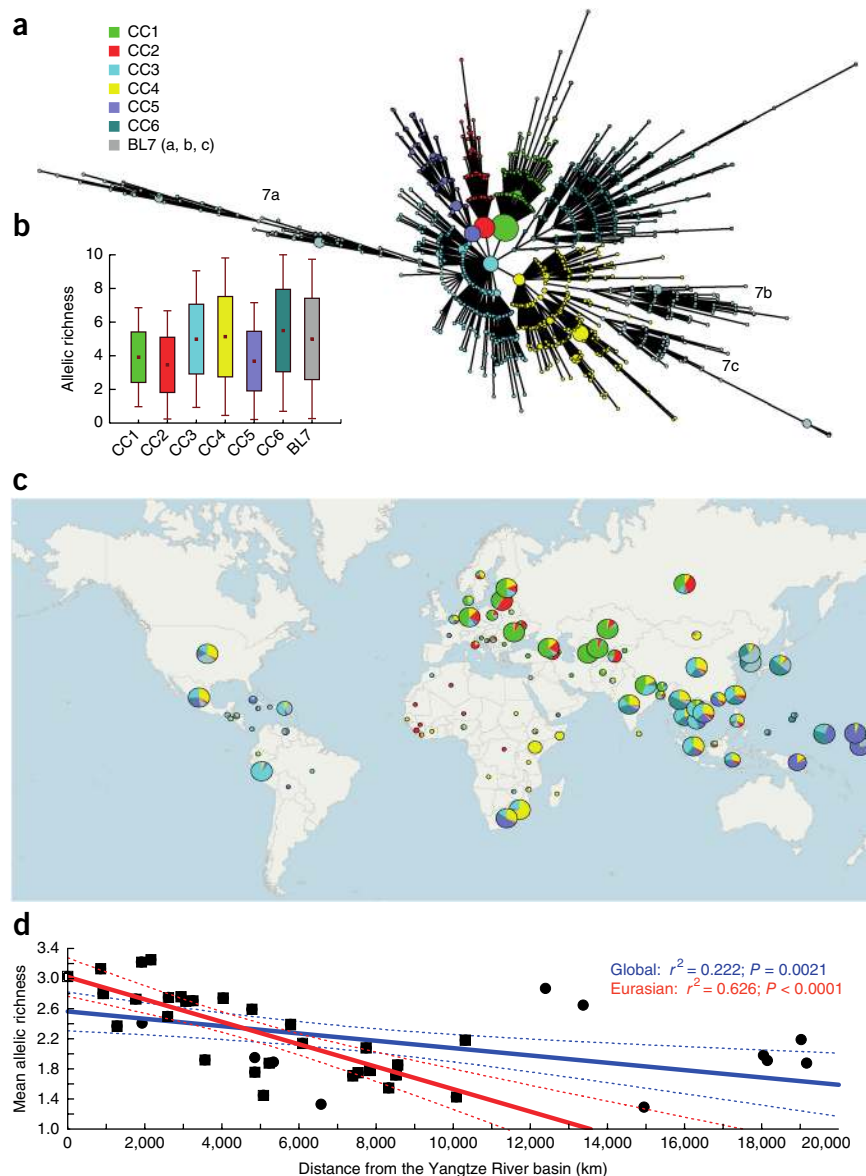 a
CC1
CC2
CC3
CC4
CC5
CC6
BL7 (a, b, c)
7a
7b
7c
b
Allelic richness
10
8
6
4
2
0
CC1
CC2
CC3
CC4
CC5
CC6
BL7
c
d
Mean allelic richness
3.4
3.0
2.6
2.2
1.8
1.4
1.0
Global: r² = 0.222; P = 0.0021
Eurasian: r² = 0.626; P < 0.0001
0 2,000 4,000 6,000 8,000 10,000 12,000 14,000 16,000 18,000 20,000
Distance from the Yangtze River basin (km)